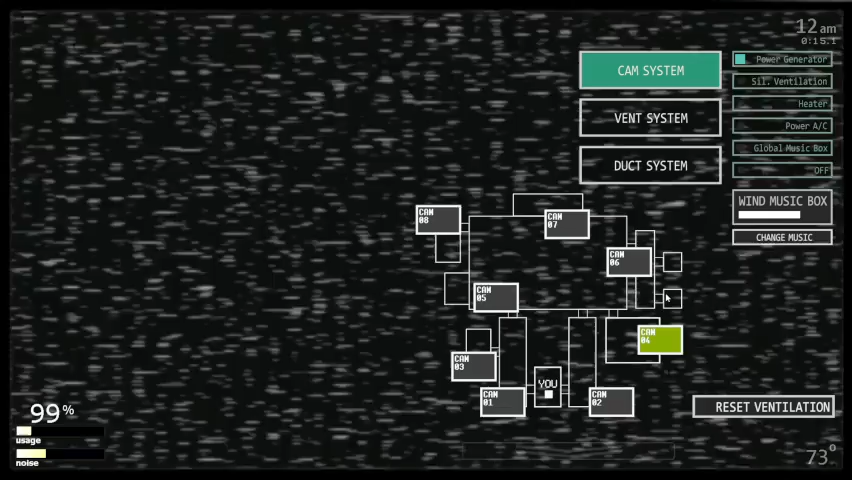 12 am
0:15.1
CAM SYSTEM
VENT SYSTEM
DUCT SYSTEM
Power Generator
Sil. Ventilation
Heater
Power A/C
Global Music Box
OFF
WIND MUSIC BOX
CHANGE MUSIC
CAM
08
CAM
07
CAM
06
CAM
05
CAM
04
CAM
03
CAM
01
YOU
CAM
02
RESET VENTILATION
99%
usage
noise
73°